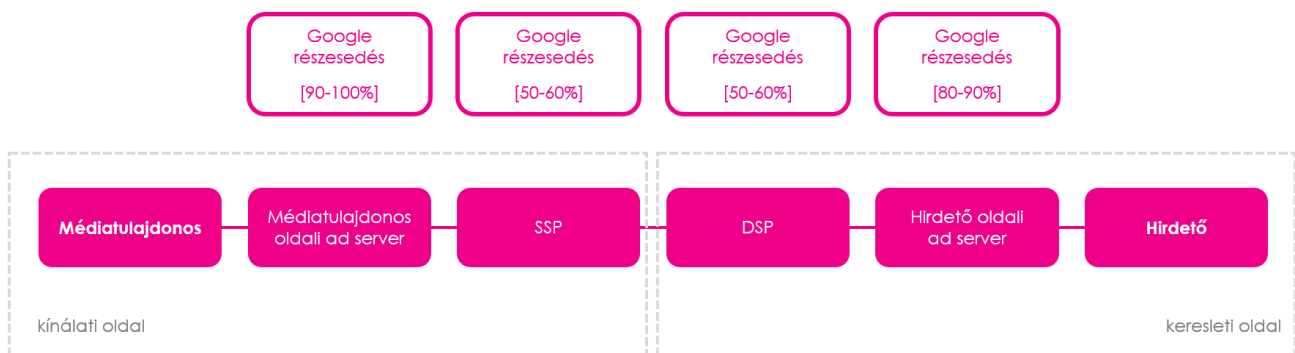 Google
részesedés
[90-100%]
Google
részesedés
[50-60%]
Google
részesedés
[50-60%]
Google
részesedés
[80-90%]
Médiatulajdonos
Médiatulajdonos
oldali ad server
SSP
DSP
Hirdető oldali
ad server
Hirdető
kínálati oldal
keresleti oldal